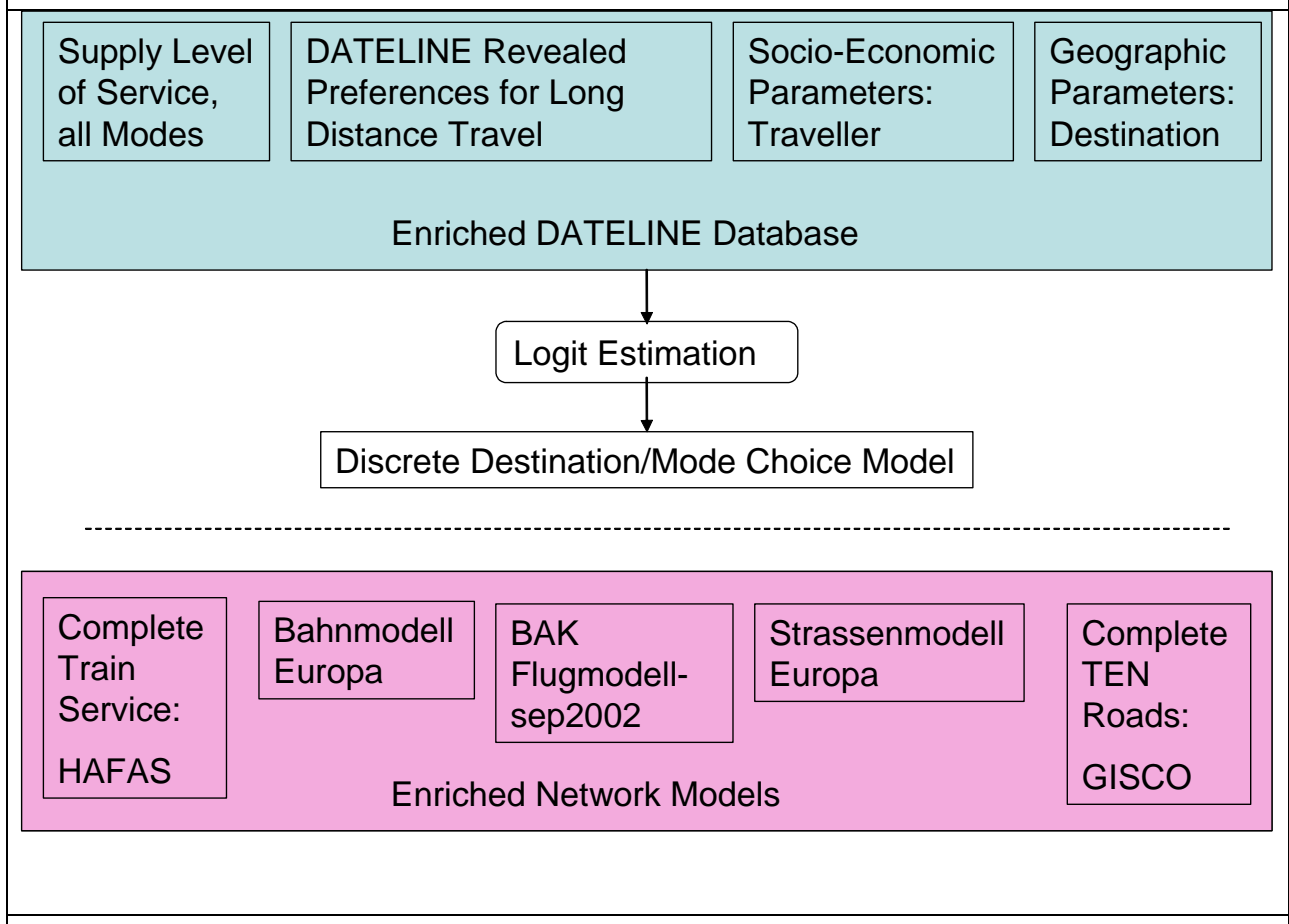 Supply Level
of Service,
all Modes
DATELINE Revealed
Preferences for Long
Distance Travel
Socio-Economic
Parameters:
Traveller
Geographic
Parameters:
Destination
Enriched DATELINE Database
Logit Estimation
Discrete Destination/Mode Choice Model
Complete
Train
Service:
HAFAS
Bahnmodell
Europa
BAK
Flugmodell-
sep2002
Strassenmodell
Europa
Complete
TEN
Roads:
GISCO
Enriched Network Models